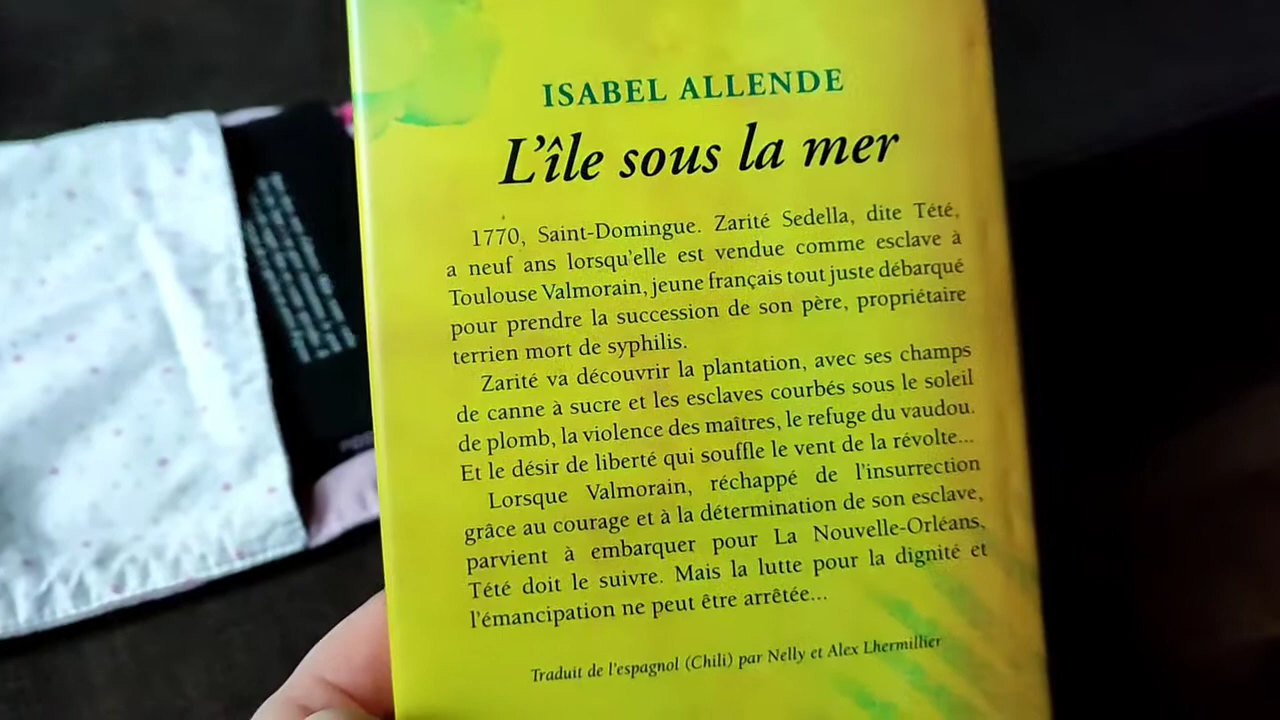 ISABEL ALLENDE
L'île sous la mer
1770, Saint-Domingue. Zarité Sedella, dite Tété,
a neuf ans lorsqu'elle est vendue comme esclave à
Toulouse Valmorain, jeune français tout juste débarqué
pour prendre la succession de son père, propriétaire
terrien mort de syphilis.
Zarité va découvrir la plantation, avec ses champs
de canne à sucre et les esclaves courbés sous le soleil
de plomb, la violence des maîtres, le refuge du vaudou.
Et le désir de liberté qui souffle le vent de la révolte...
Lorsque Valmorain, réchappé de l'insurrection
grâce au courage et à la détermination de son esclave,
parvient à embarquer pour La Nouvelle-Orléans,
Tété doit le suivre. Mais la lutte pour la dignité et
l'émancipation ne peut être arrêtée...
Traduit de l'espagnol (Chili) par Nelly et Alex Lhermillier